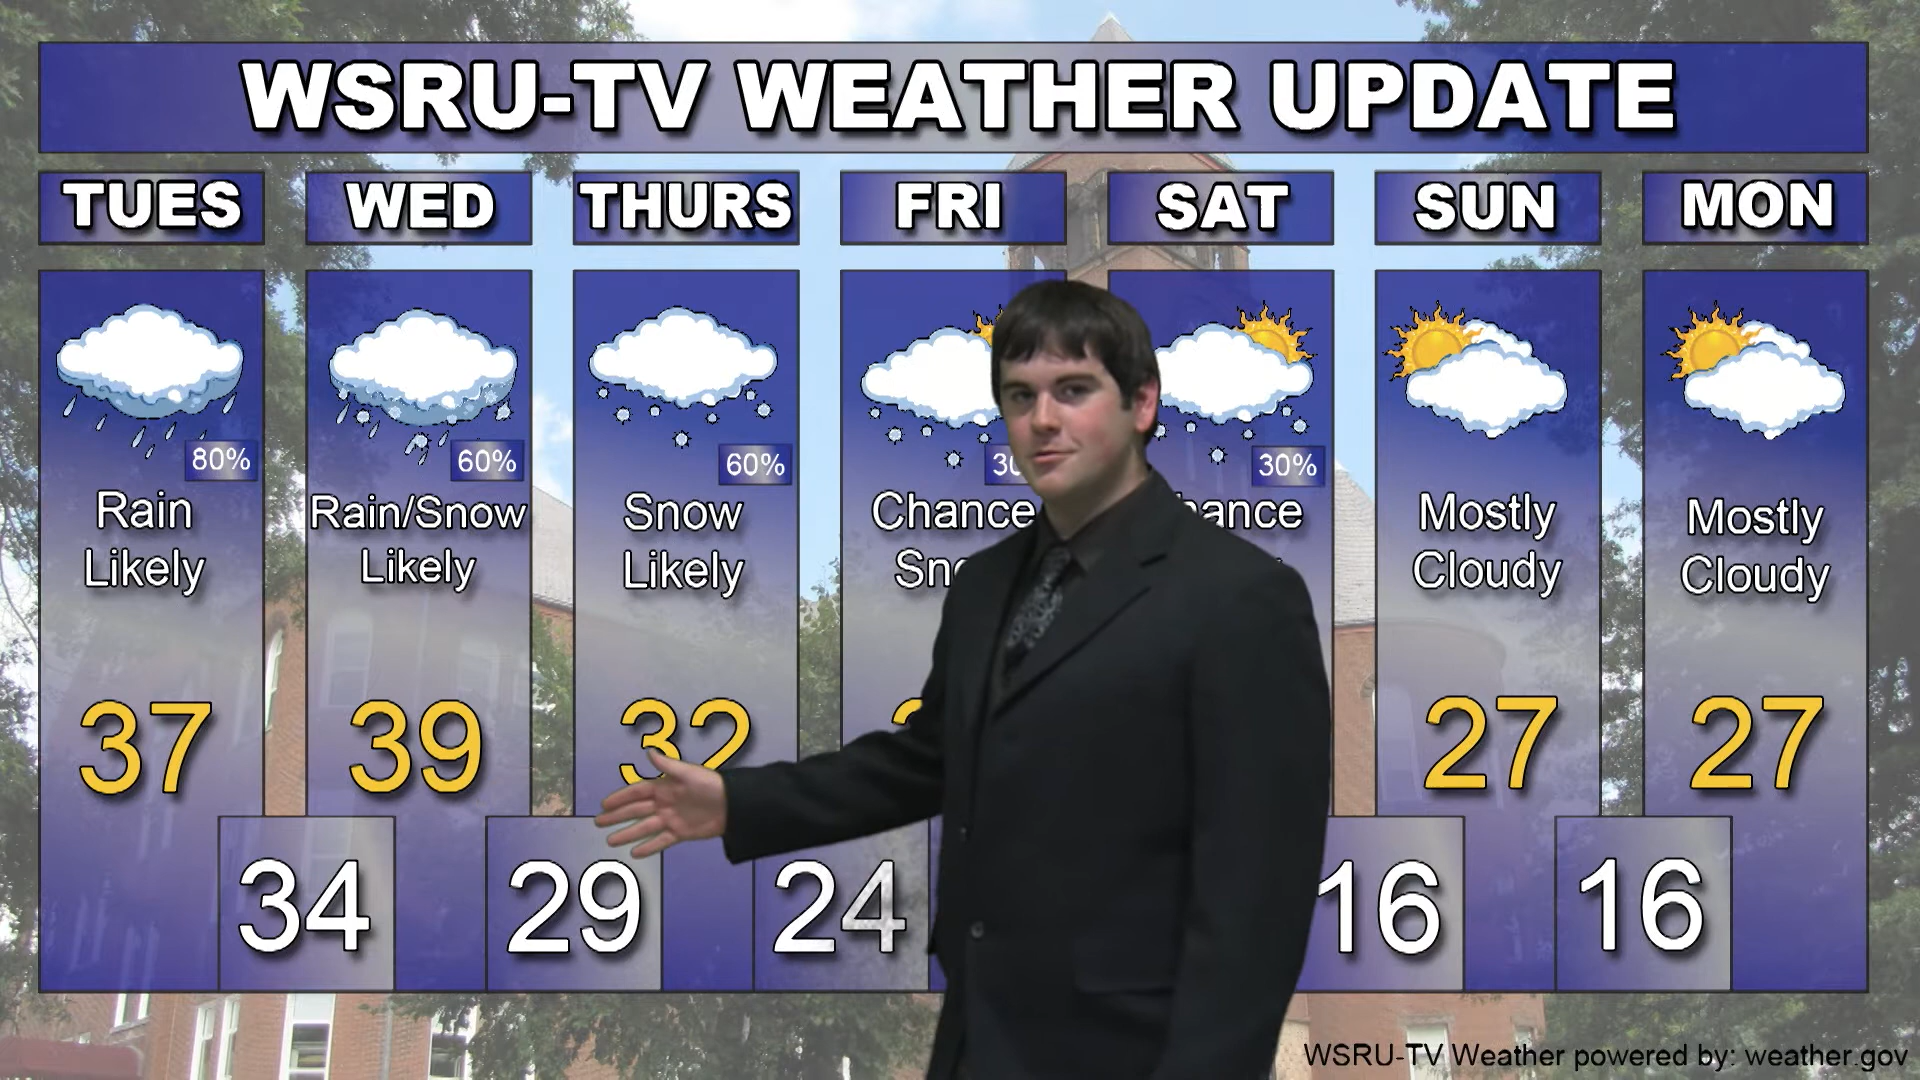 WSRU-TV WEATHER UPDATE
TUES
WED
THURS
FRI
SAT
SUN
MON
80%
60%
60%
30%
Rain
Likely
Rain/Snow
Likely
Snow
Likely
Chance
Mostly
Cloudy
Mostly
Cloudy
37
39
32
27
27
34
29
24
16
16
WSRU-TV Weather powered by: weather.gov